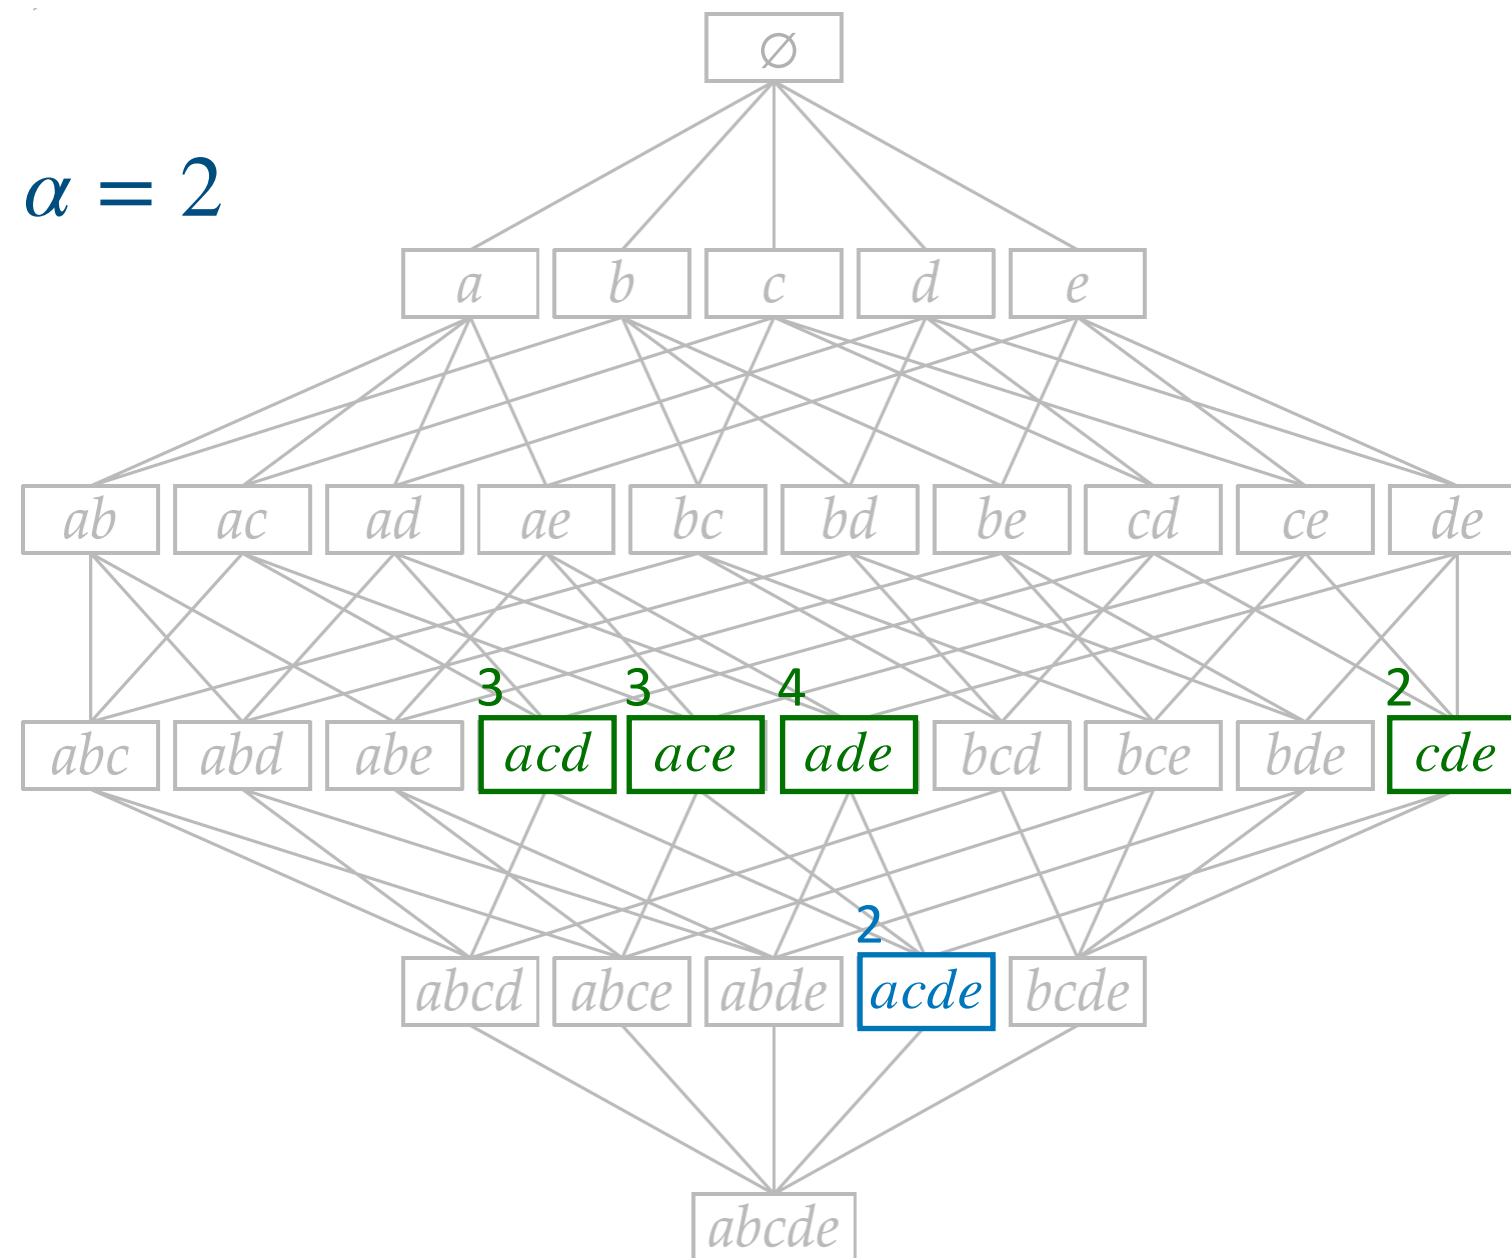 ∅
α = 2
a b c d e
ab ac ad ae bc bd be cd ce de
3 3 4 2
abc abd abe acd ace ade bcd bce bde cde
2
abcd abce abde acde bcde
abcde